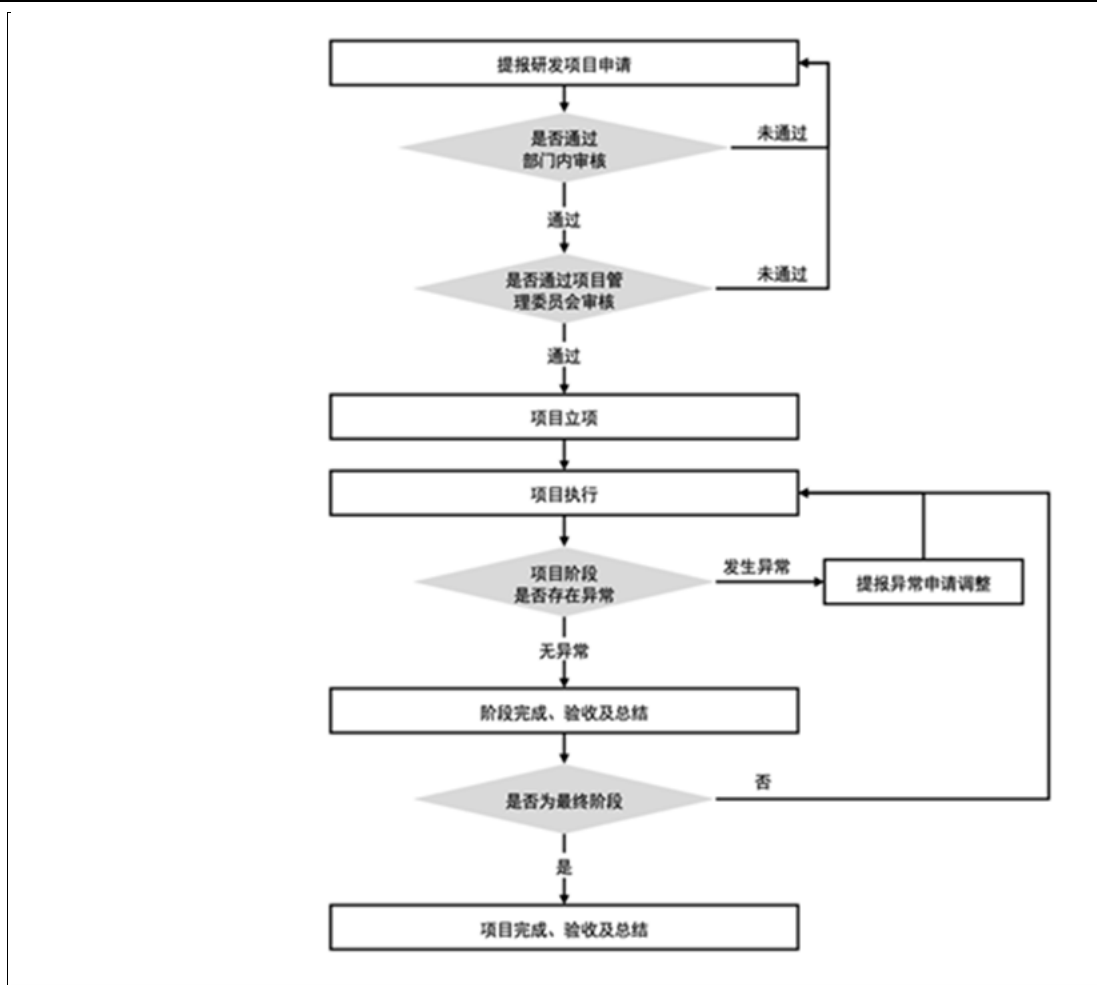 提报研发项目申请
是否通过
部门内审核
未通过
通过
是否通过项目管
理委员会审核
未通过
通过
项目立项
项目执行
项目阶段
是否存在异常
发生异常
提报异常申请调整
无异常
阶段完成、验收及总结
是否为最终阶段
否
是
项目完成、验收及总结